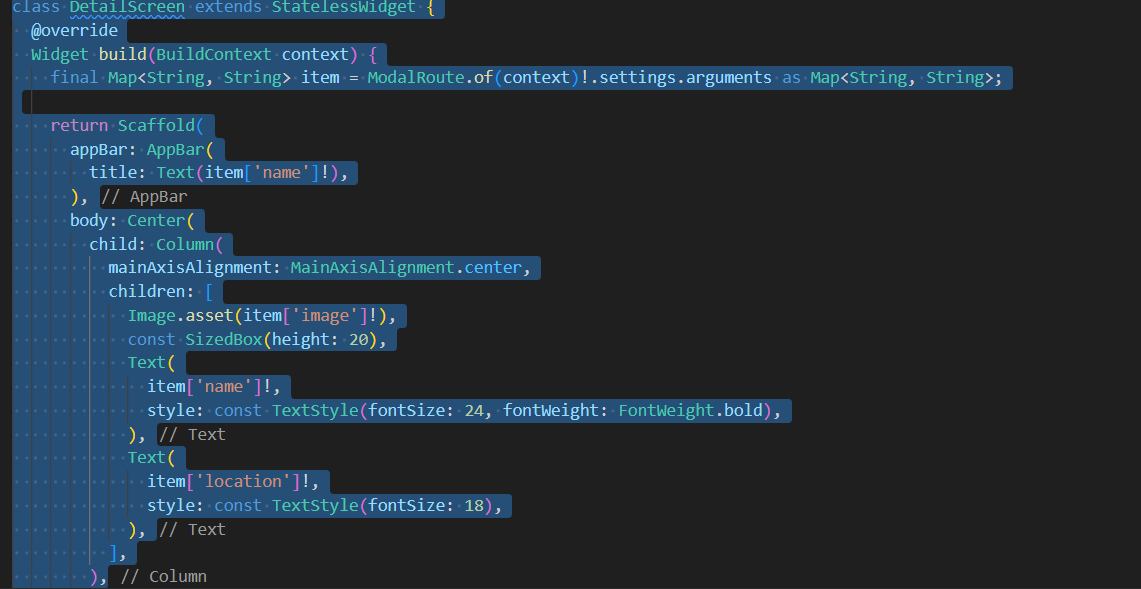 class DetailScreen extends StatelessWidget {
  @override
  Widget build(BuildContext context) {
    final Map<String, String> item = ModalRoute.of(context)!.settings.arguments as Map<String, String>;

    return Scaffold(
      appBar: AppBar(
        title: Text(item['name']!),
      ), // AppBar
      body: Center(
        child: Column(
          mainAxisAlignment: MainAxisAlignment.center,
          children: [
            Image.asset(item['image']!),
            const SizedBox(height: 20),
            Text(
              item['name']!,
              style: const TextStyle(fontSize: 24, fontWeight: FontWeight.bold),
            ), // Text
            Text(
              item['location']!,
              style: const TextStyle(fontSize: 18),
            ), // Text
          ],
        ), // Column